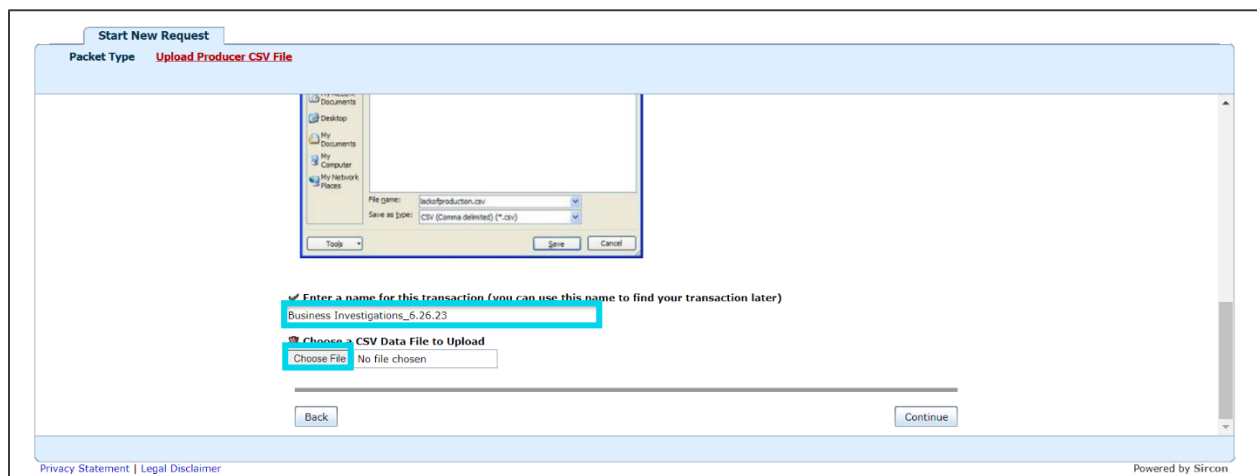 Start New Request
Packet Type Upload Producer CSV File
Documents
Desktop
My
Documents
My
Computer
My Network
Places
File name: lackofproduction.csv
Save as type: CSV (Comma delimited) (*.csv)
Tools Save Cancel
Enter a name for this transaction (you can use this name to find your transaction later)
Business Investigations_6.26.23
Choose a CSV Data File to Upload
Choose File No file chosen
Back Continue
Privacy Statement | Legal Disclaimer Powered by Sircon